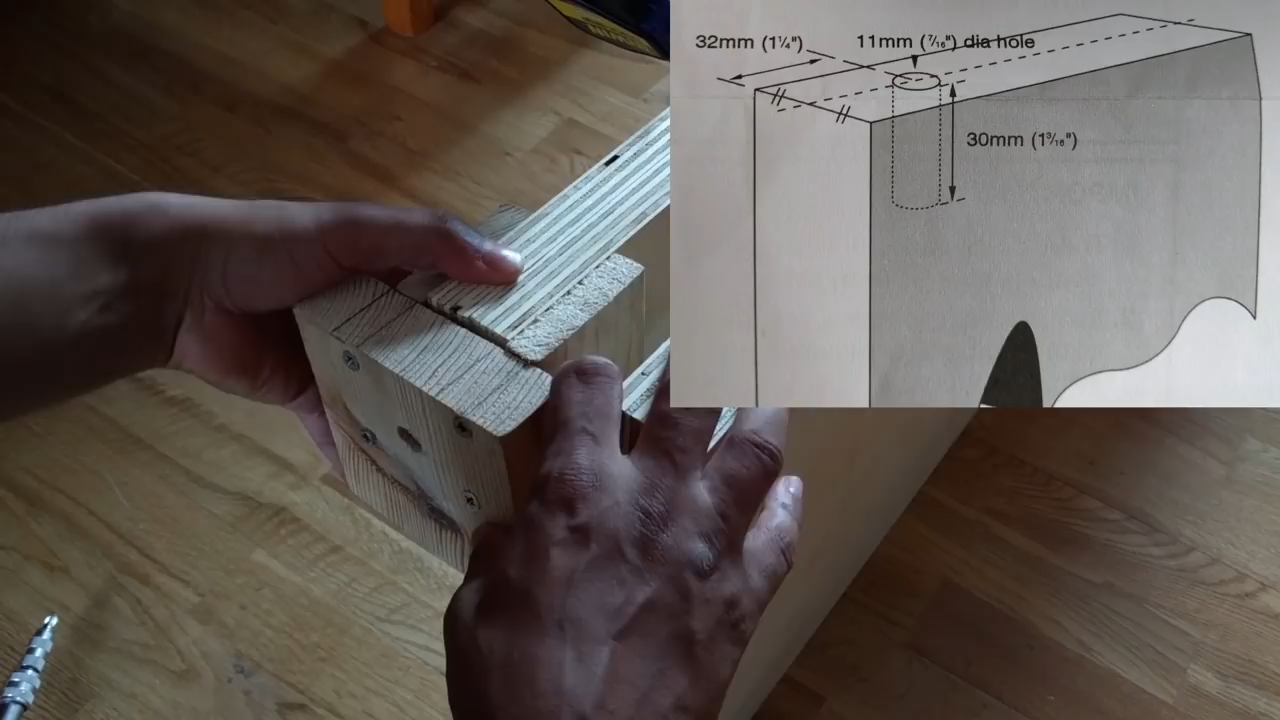 32mm (1¼") 11mm (⁷⁄₁₆") dia hole
30mm (1³⁄₁₆")